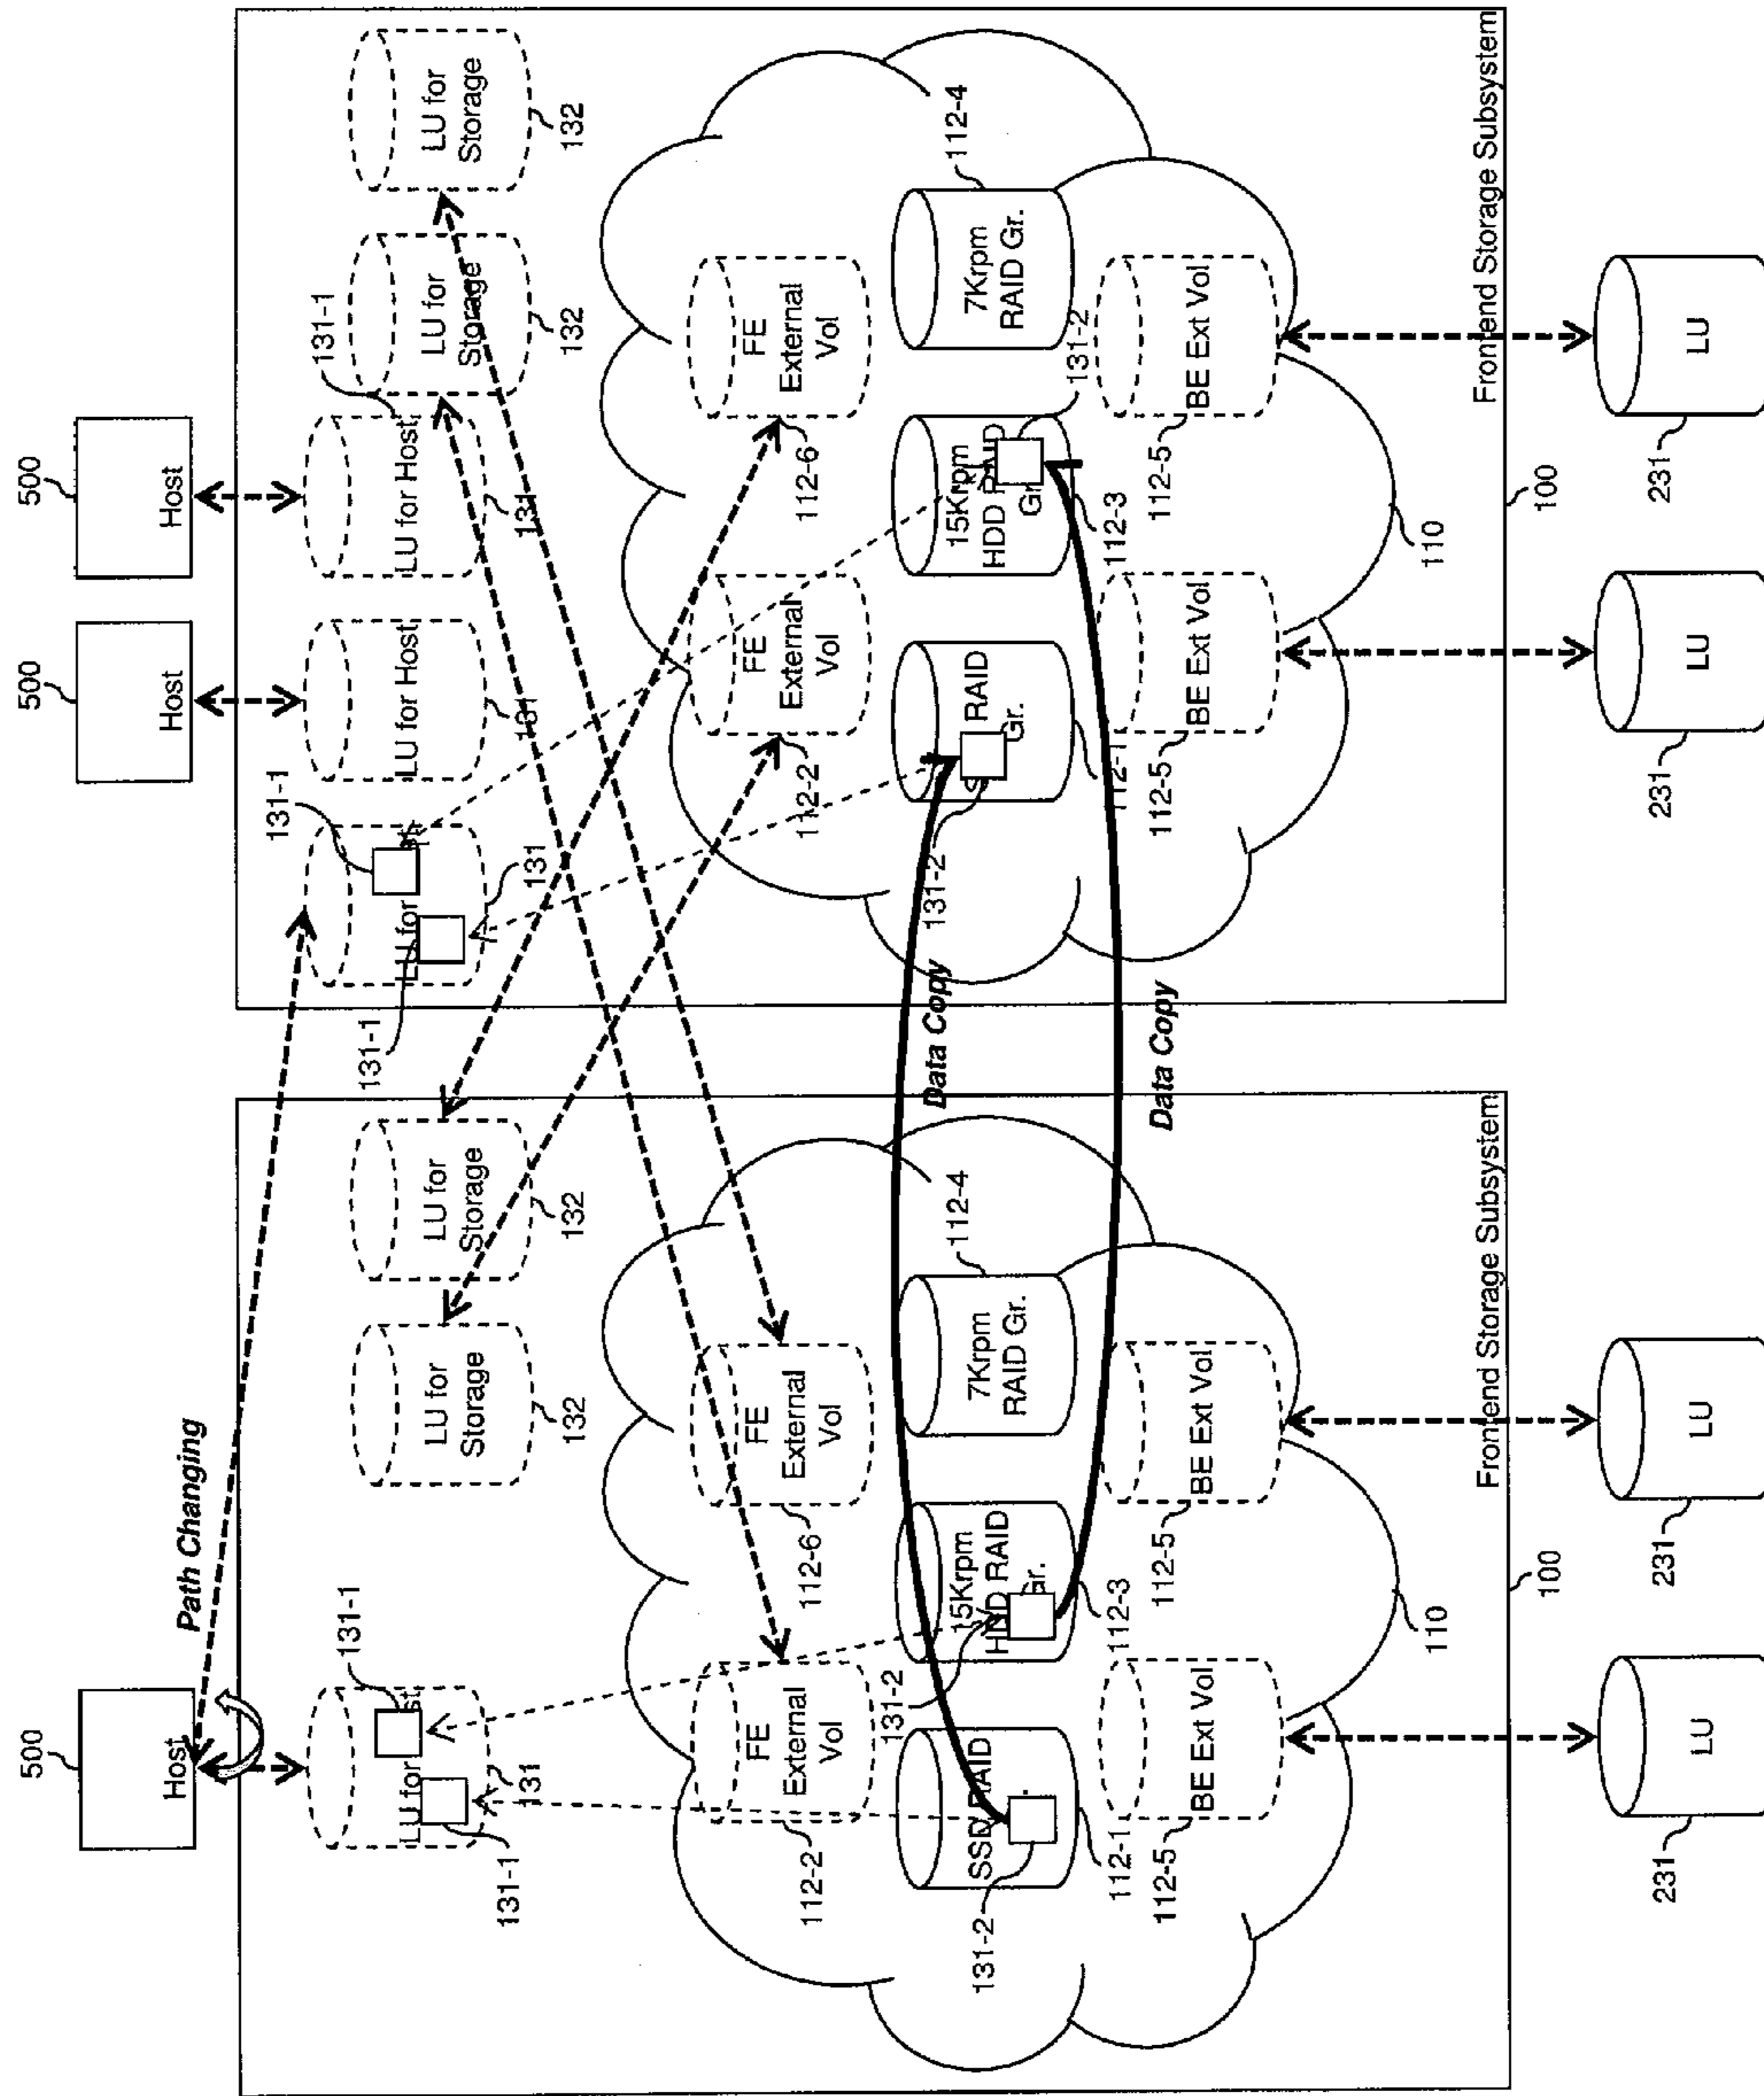 500
Host
Path Changing
131-1
LU for
st
131
131-1
LU for
Storage
132
LU for
Storage
132
FE
External
Vol
112-2
FE
External
Vol
112-6
SSD RAID
112-1
131-2
15Krpm
HDD RAID
Gr.
112-3
131-2
7Krpm
RAID Gr.
112-4
Data Copy
Data Copy
BE Ext Vol
112-5
BE Ext Vol
112-5
110
Frontend Storage Subsystem
100
LU
231
LU
231
500
Host
500
Host
131-1
LU for
st
131
131-1
LU for Host
131
131-1
LU for Host
131
LU for
Storage
132
LU for
Storage
132
FE
External
Vol
112-2
FE
External
Vol
112-6
RAID
Gr.
112-1
131-2
15Krpm
HDD RAID
Gr
112-3
131-2
7Krpm
RAID Gr.
112-4
BE Ext Vol
112-5
BE Ext Vol
112-5
110
Frontend Storage Subsystem
100
LU
231
LU
231